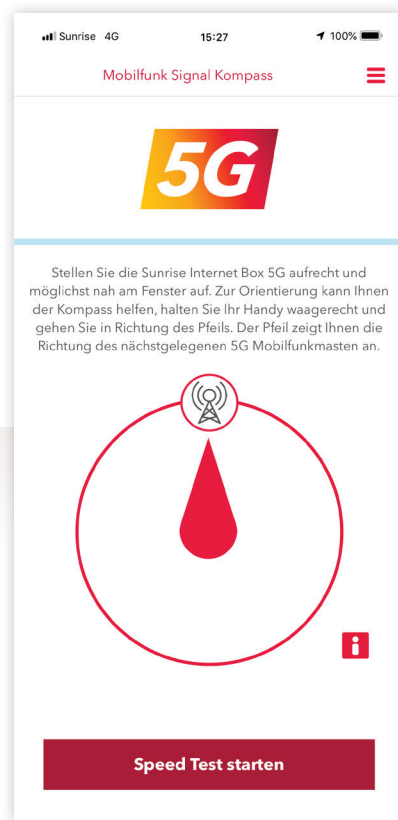 Sunrise 4G 15:27 100%
Mobilfunk Signal Kompass
5G
Stellen Sie die Sunrise Internet Box 5G aufrecht und
möglichst nah am Fenster auf. Zur Orientierung kann Ihnen
der Kompass helfen, halten Sie Ihr Handy waagerecht und
gehen Sie in Richtung des Pfeils. Der Pfeil zeigt Ihnen die
Richtung des nächstgelegenen 5G Mobilfunkmasten an.
i
Speed Test starten